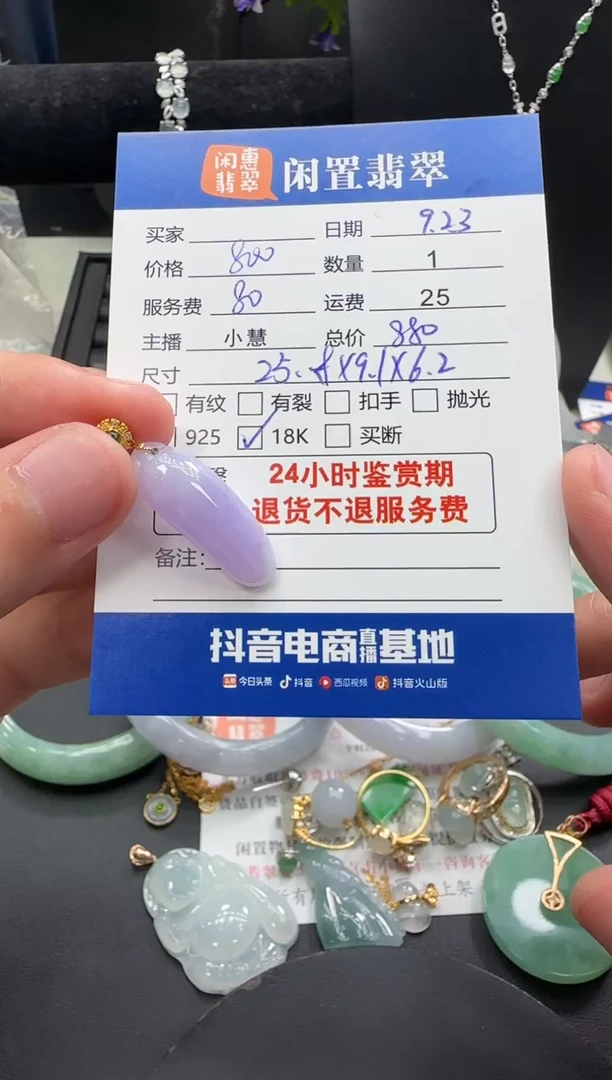 闲惠翡翠 闲置翡翠
买家 日期 9.23
价格 800 数量 1
服务费 80 运费 25
主播 小慧 总价 880
尺寸 X9.1X6.2
有纹 有裂 扣手 抛光
925 ✓ 18K 买断
24小时鉴赏期
退货不退服务费
备注:
抖音电商直播基地
头条 今日头条 抖音 西瓜视频 抖音火山版